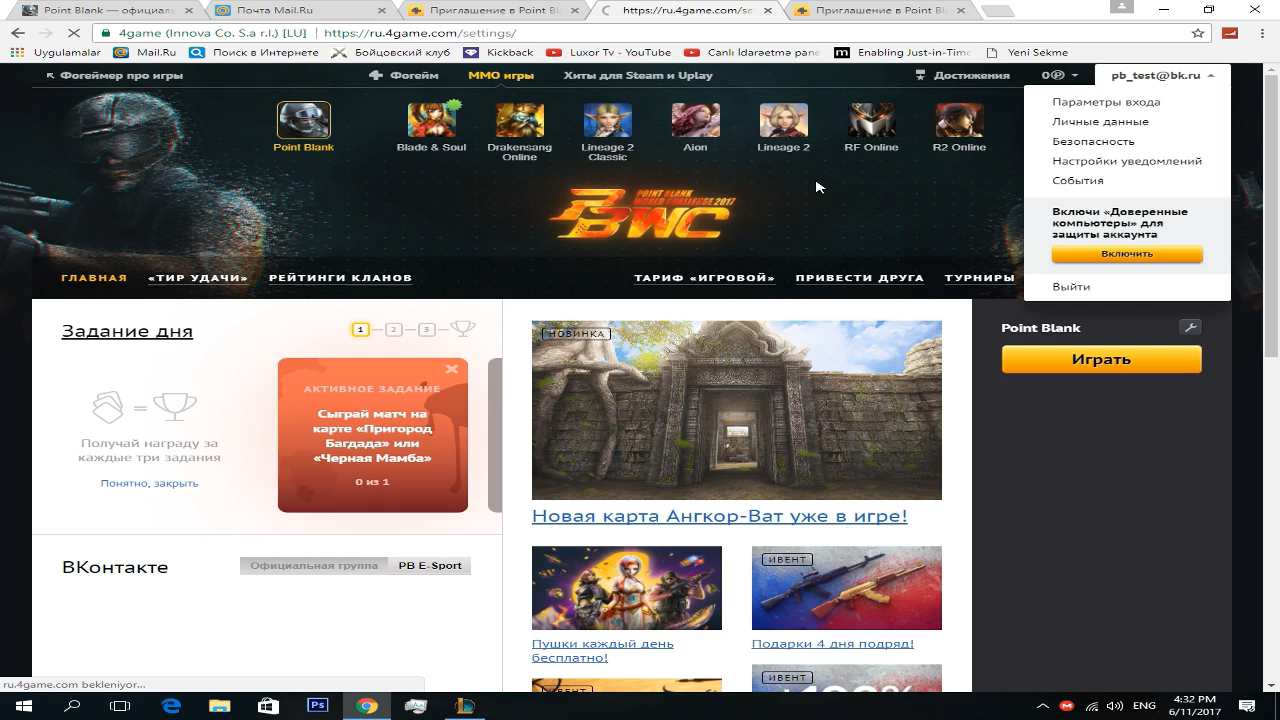 Point Blank — официаль
Почта Mail.Ru
Приглашение в Point Bl
https://ru.4game.com/se
Приглашение в Point Bl
4game (Innova Co. S.a r.l.) [LU] | https://ru.4game.com/settings/
Uygulamalar
Mail.Ru
Поиск в Интернете
Бойцовский клуб
Kickback
Luxor Tv - YouTube
Canlı İdarəetmə pane
Enabling Just-in-Time
Yeni Sekme
Фогеймер про игры
Фогейм
ММО игры
Хиты для Steam и Uplay
Достижения
0
pb_test@bk.ru
Point Blank
Blade & Soul
Drakensang
Online
Lineage 2
Classic
Aion
Lineage 2
RF Online
R2 Online
Параметры входа
Личные данные
Безопасность
Настройки уведомлений
События
Включи «Доверенные
компьютеры» для
защиты аккаунта
Включить
Выйти
POINT BLANK
WORLD CHALLENGE 2017
PBWC
ГЛАВНАЯ
«ТИР УДАЧИ»
РЕЙТИНГИ КЛАНОВ
ТАРИФ «ИГРОВОЙ»
ПРИВЕСТИ ДРУГА
ТУРНИРЫ
Задание дня
1
2
3
Получай награду за
каждые три задания
Понятно, закрыть
АКТИВНОЕ ЗАДАНИЕ
Сыграй матч на
карте «Пригород
Багдада» или
«Черная Мамба»
0 из 1
ВКонтакте
Официальная группа
PB E-Sport
НОВИНКА
Новая карта Ангкор-Ват уже в игре!
Пушки каждый день
бесплатно!
ИВЕНТ
Подарки 4 дня подряд!
ИВЕНТ
ИВЕНТ
Point Blank
Играть
ru.4game.com bekleniyor...
Ps
ENG
4:32 PM
6/11/2017